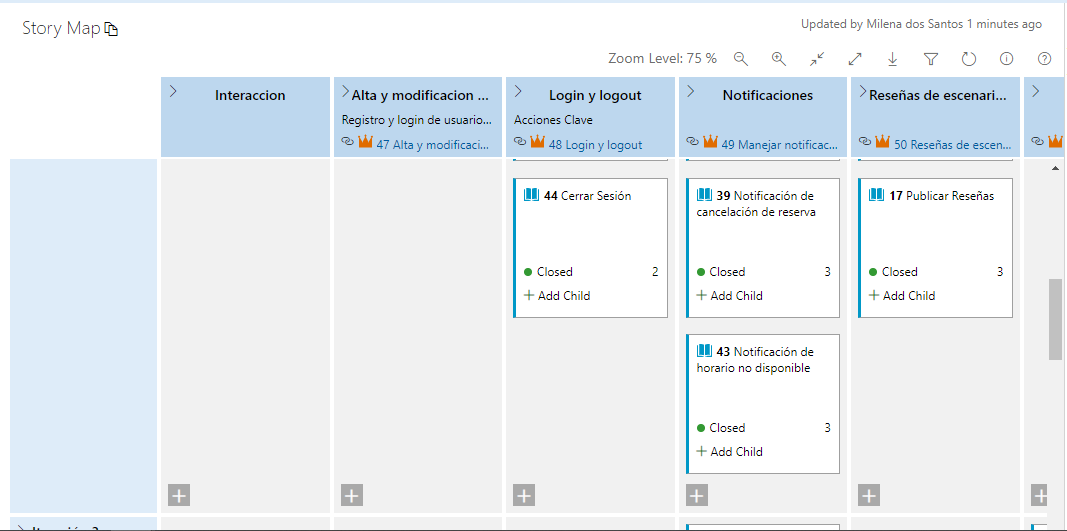 Story Map
Updated by Milena dos Santos 1 minutes ago
Zoom Level: 75 %
Interaccion
Alta y modificacion ...
Registro y login de usuario...
47 Alta y modificaci...
Login y logout
Acciones Clave
48 Login y logout
Notificaciones
49 Manejar notificac...
Reseñas de escenari...
50 Reseñas de escen...
44 Cerrar Sesión
Closed 2
+ Add Child
39 Notificación de
cancelación de reserva
Closed 3
+ Add Child
17 Publicar Reseñas
Closed 3
+ Add Child
43 Notificación de
horario no disponible
Closed 3
+ Add Child